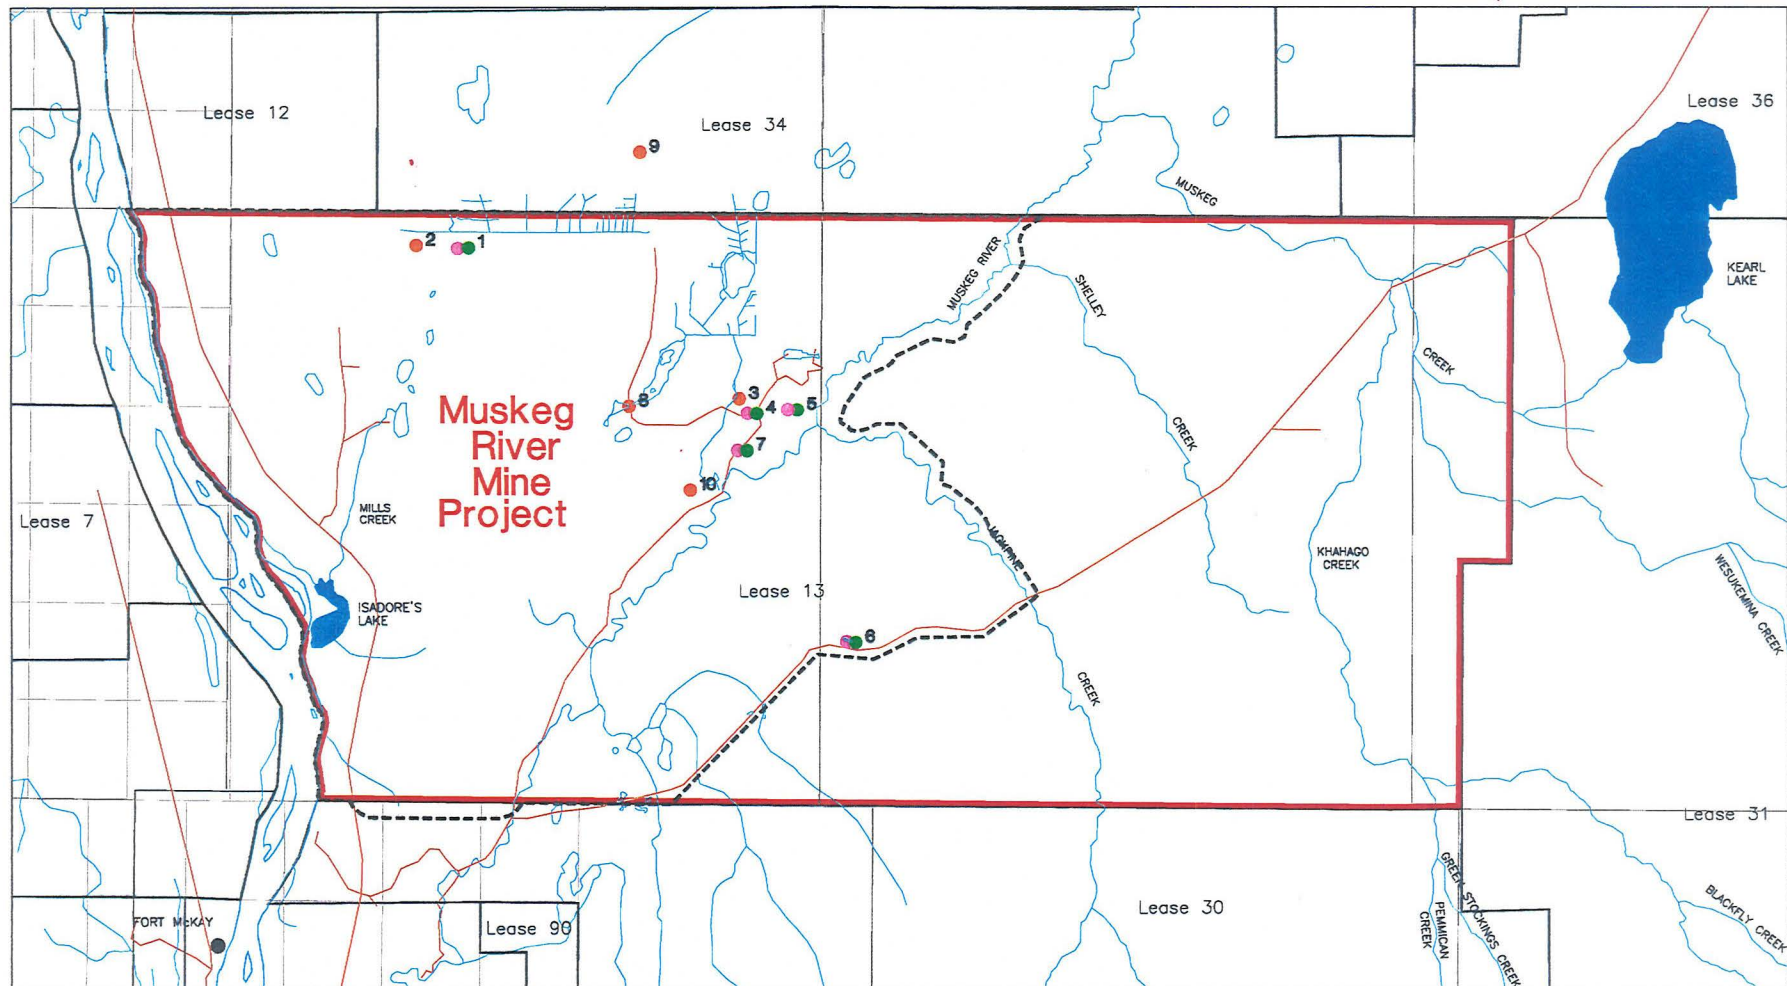 Lease 12
Lease 34
Lease 36
9
MUSKEG
2
1
MUSKEG RIVER
SHELLEY
KEARL
LAKE
CREEK
Muskeg
River
Mine
Project
8
3
4
5
7
10
CREEK
Lease 7
MILLS
CREEK
JACKPINE
KHAHAGO
CREEK
WESUKEMINA CREEK
ISADORE'S
LAKE
Lease 13
6
CREEK
Lease 31
FORT McKAY
Lease 90
Lease 30
GREEN STOCKINGS CREEK
PEMMICAN
CREEK
BLACKFLY CREEK